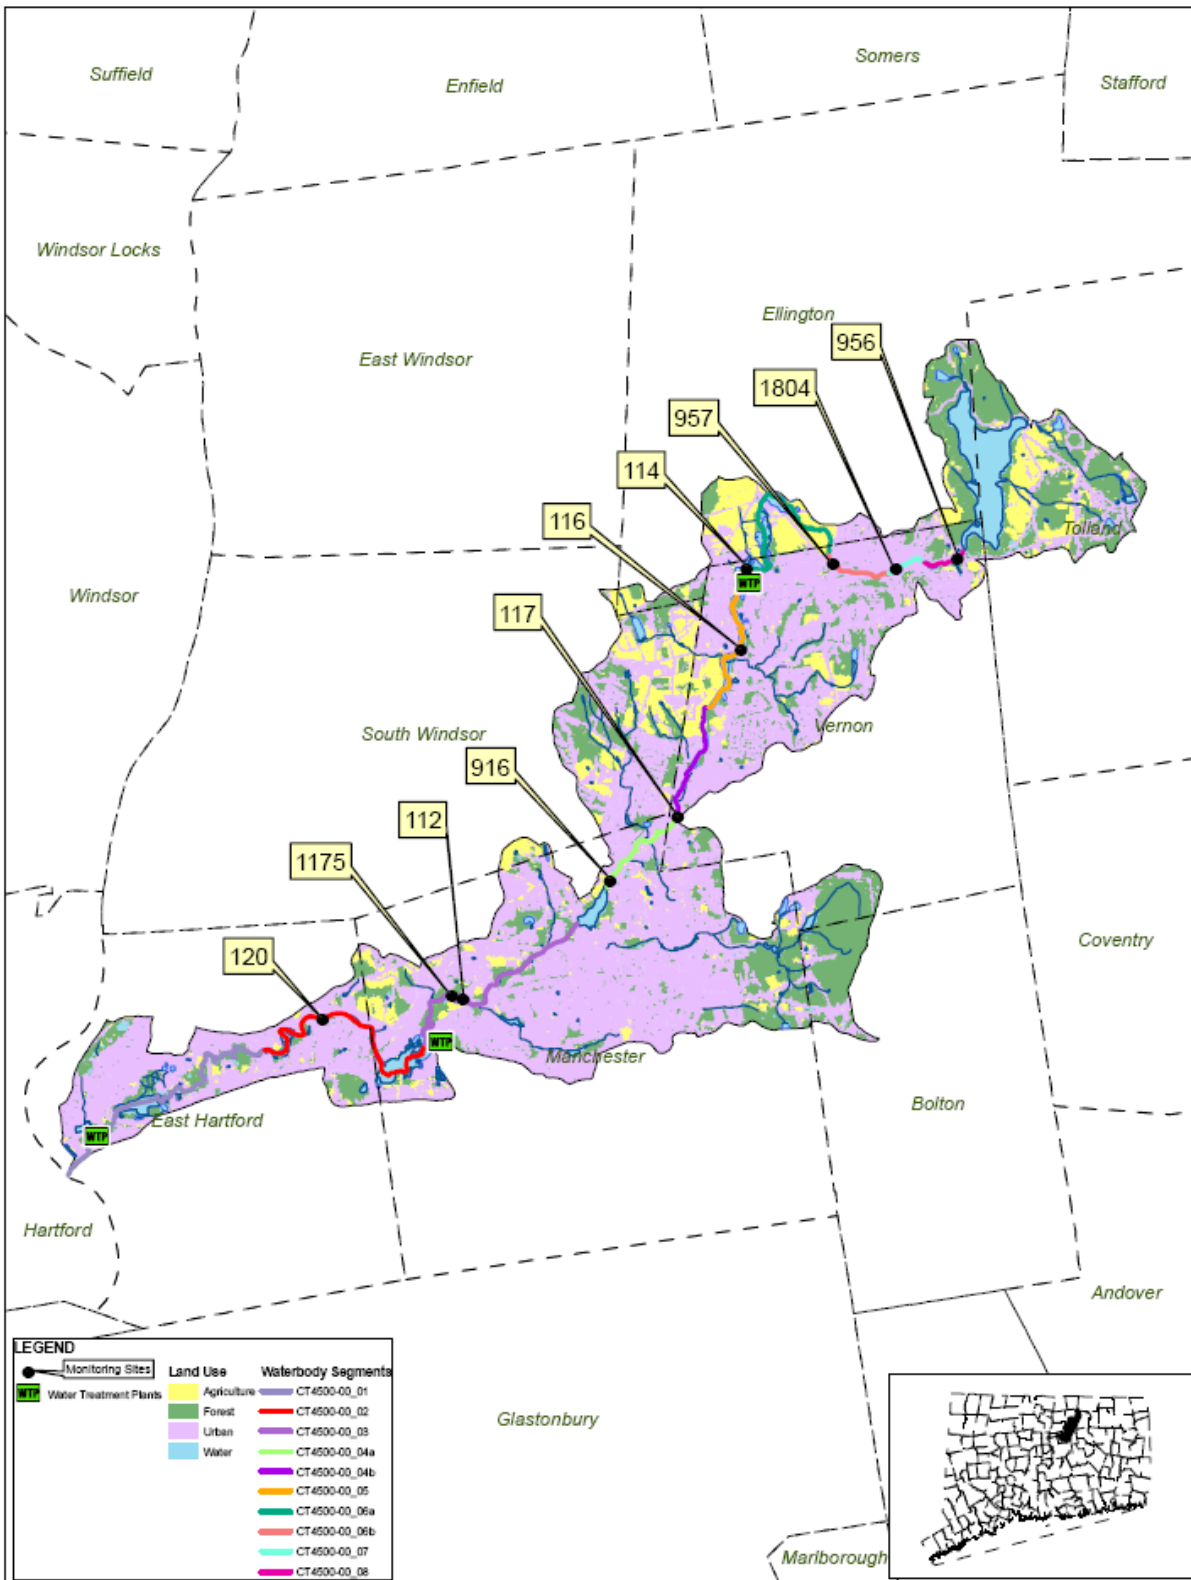 Suffield
Enfield
Somers
Stafford
Windsor Locks
Ellington
East Windsor
956
1804
957
114
116
Tolland
WTP
Windsor
117
South Windsor
Vernon
916
112
1175
Coventry
120
WTP
Manchester
Bolton
East Hartford
WTP
Hartford
Andover
LEGEND
Monitoring Sites
WTP Water Treatment Plants
Land Use
Agriculture
Forest
Urban
Water
Waterbody Segments
CT4500-00_01
CT4500-00_02
CT4500-00_03
CT4500-00_04a
CT4500-00_04b
CT4500-00_05
CT4500-00_06a
CT4500-00_06b
CT4500-00_07
CT4500-00_08
Glastonbury
Marlborough